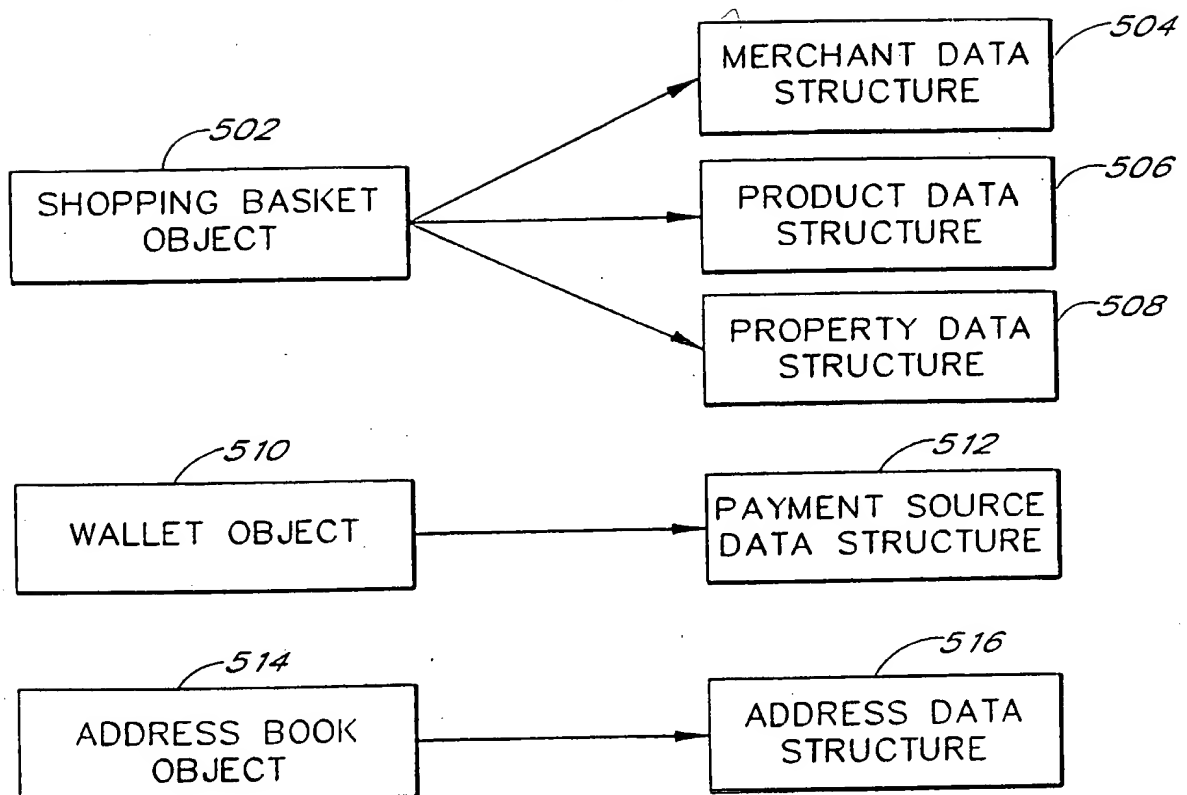 504
MERCHANT DATA
STRUCTURE
502
SHOPPING BASKET
OBJECT
506
PRODUCT DATA
STRUCTURE
508
PROPERTY DATA
STRUCTURE
510
WALLET OBJECT
512
PAYMENT SOURCE
DATA STRUCTURE
514
ADDRESS BOOK
OBJECT
516
ADDRESS DATA
STRUCTURE